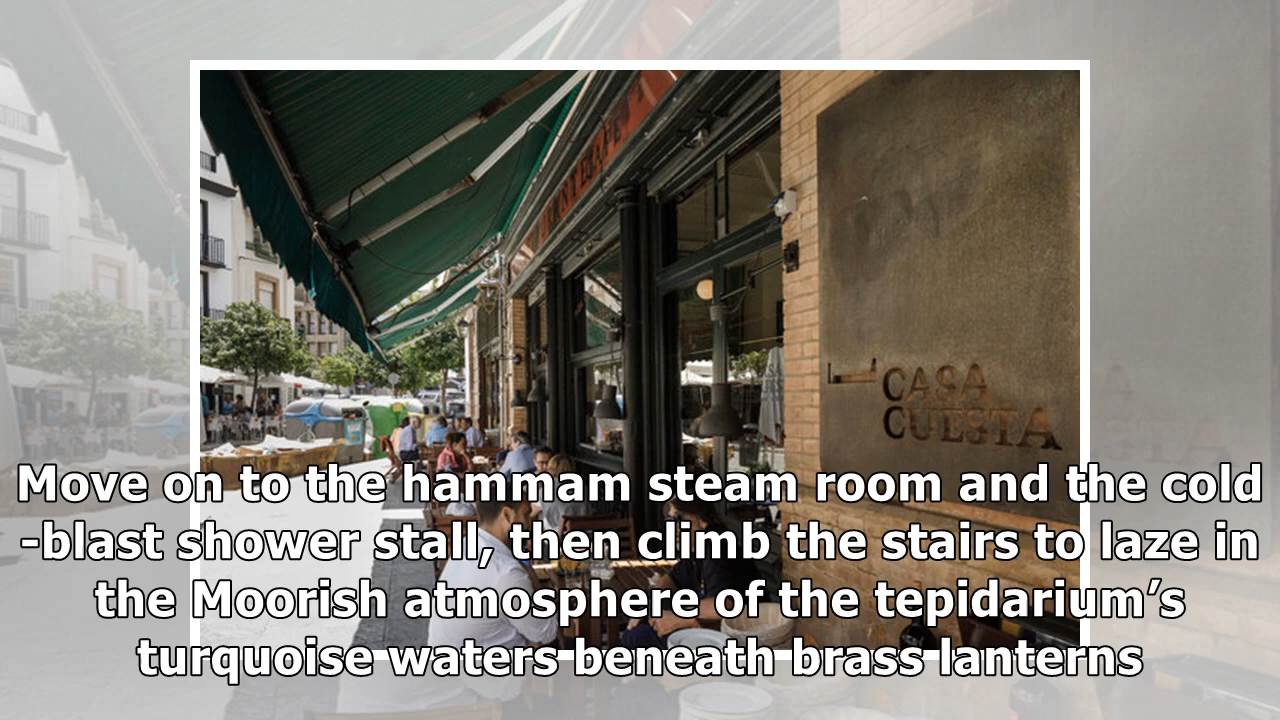 CASA
CUESTA
Move on to the hammam steam room and the cold
-blast shower stall, then climb the stairs to laze in
the Moorish atmosphere of the tepidarium’s
turquoise waters beneath brass lanterns